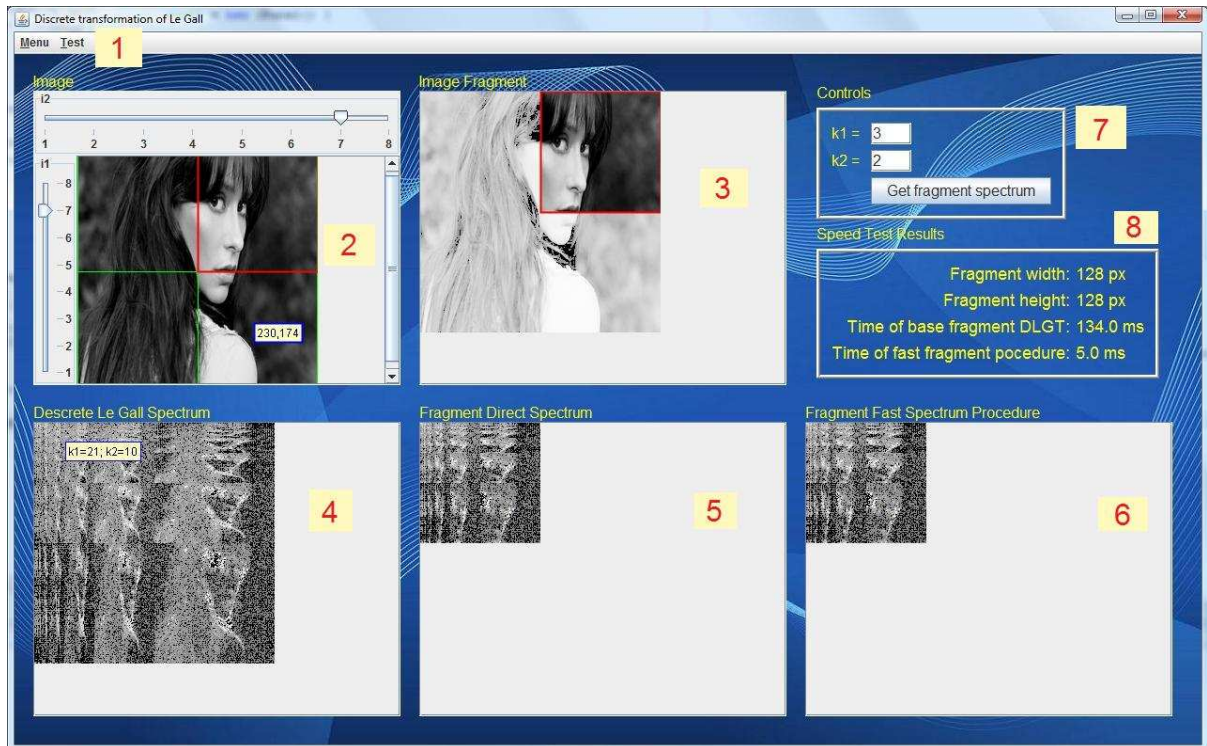 Discrete transformation of Le Gall
Menu Test
1
Image
i2
1 2 3 4 5 6 7 8
i1
8
7
6
5
4
3
2
1
230,174
2
Image Fragment
3
Controls
k1 = 3
k2 = 2
Get fragment spectrum
7
Speed Test Results
8
Fragment width: 128 px
Fragment height: 128 px
Time of base fragment DLGT: 134.0 ms
Time of fast fragment pocedure: 5.0 ms
Descrete Le Gall Spectrum
k1=21; k2=10
4
Fragment Direct Spectrum
5
Fragment Fast Spectrum Procedure
6